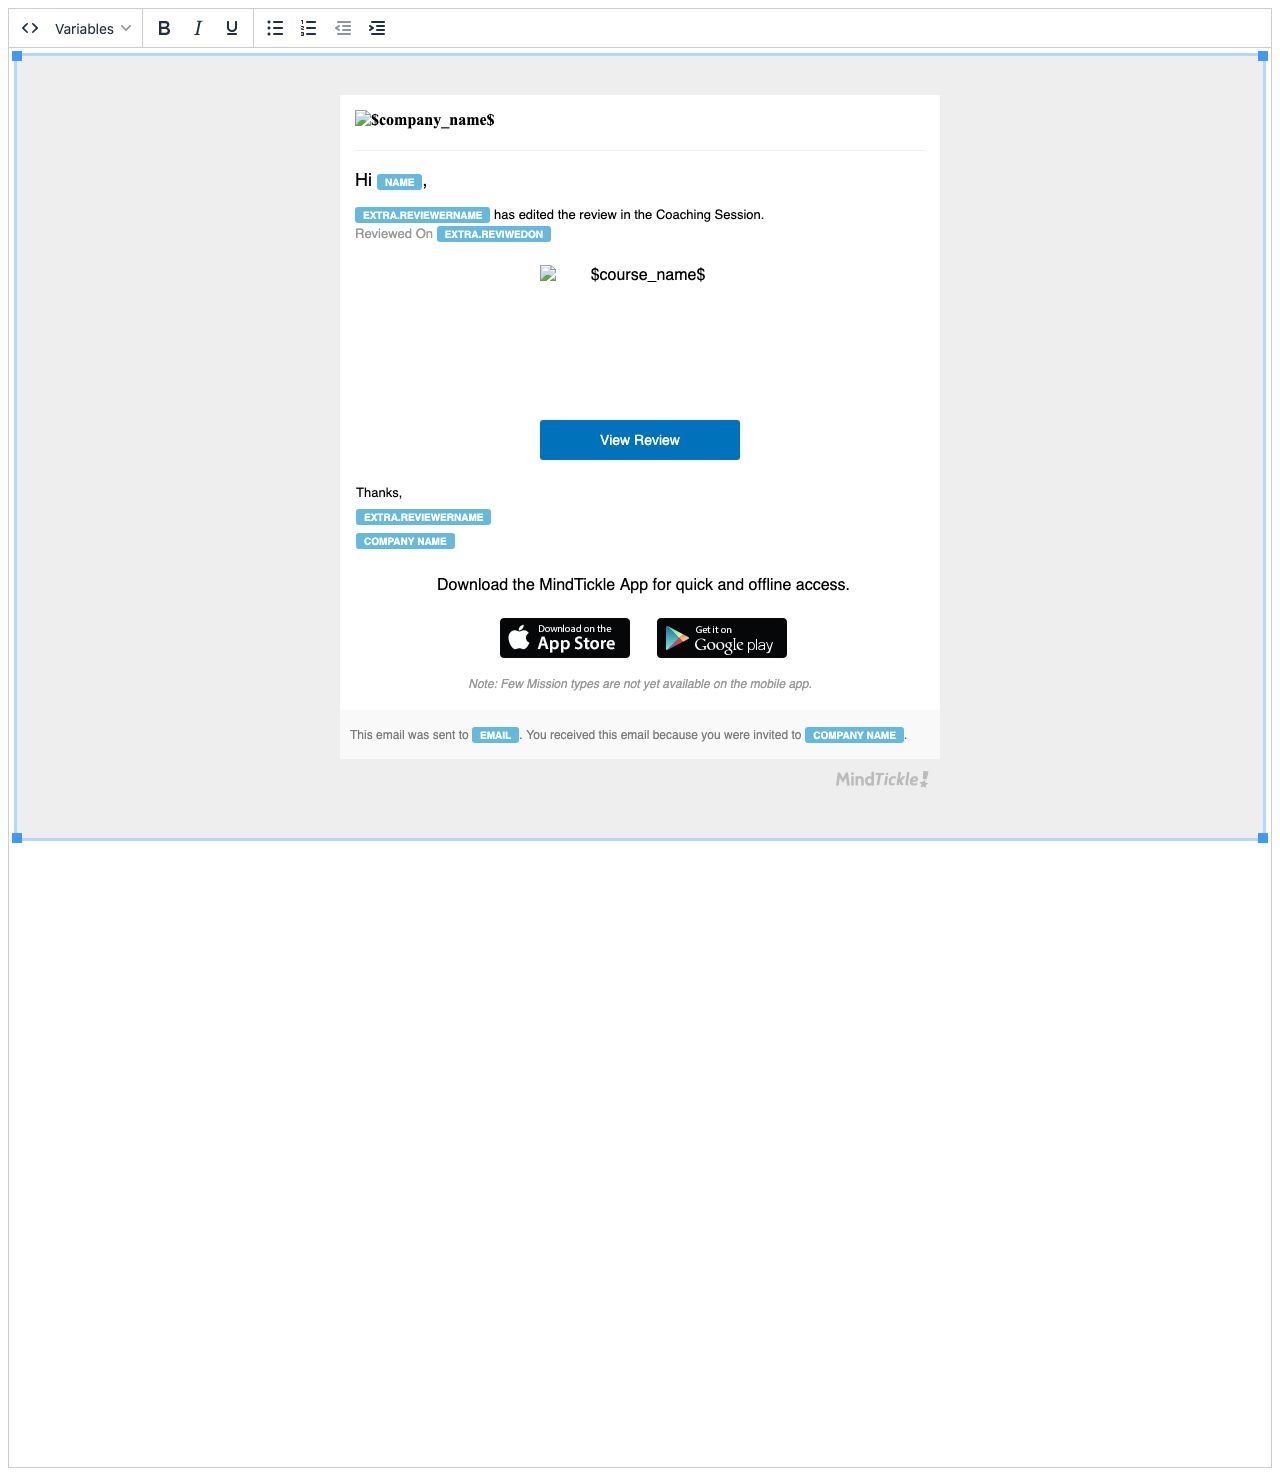 Variables
$company_name$
Hi NAME,
EXTRA.REVIEWERNAME has edited the review in the Coaching Session.
Reviewed On EXTRA.REVIWEDON
$course_name$
View Review
Thanks,
EXTRA.REVIEWERNAME
COMPANY NAME
Download the MindTickle App for quick and offline access.
Download on the
App Store
Get it on
Google play
Note: Few Mission types are not yet available on the mobile app.
This email was sent to EMAIL. You received this email because you were invited to COMPANY NAME.
MindTickle!